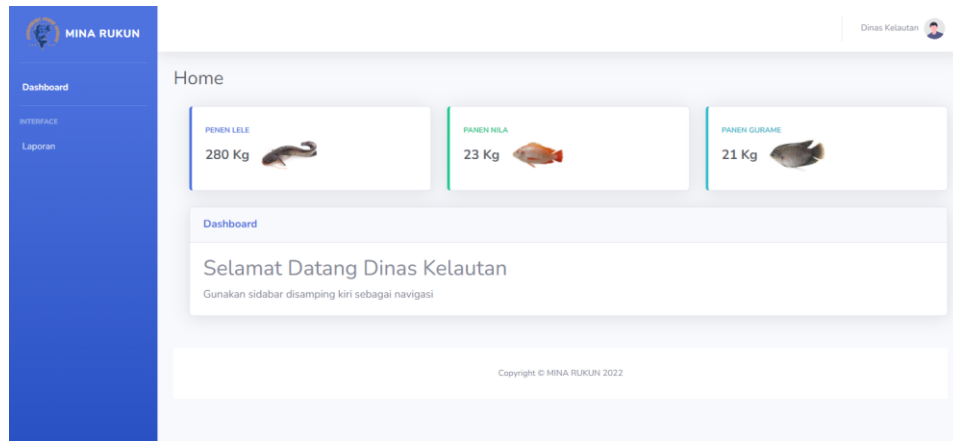 MINA RUKUN
Dinas Kelautan
Dashboard
INTERFACE
Laporan
Home
PENEN LELE
280 Kg
PANEN NILA
23 Kg
PANEN GURAME
21 Kg
Dashboard
Selamat Datang Dinas Kelautan
Gunakan sidabar disamping kiri sebagai navigasi
Copyright © MINA RUKUN 2022